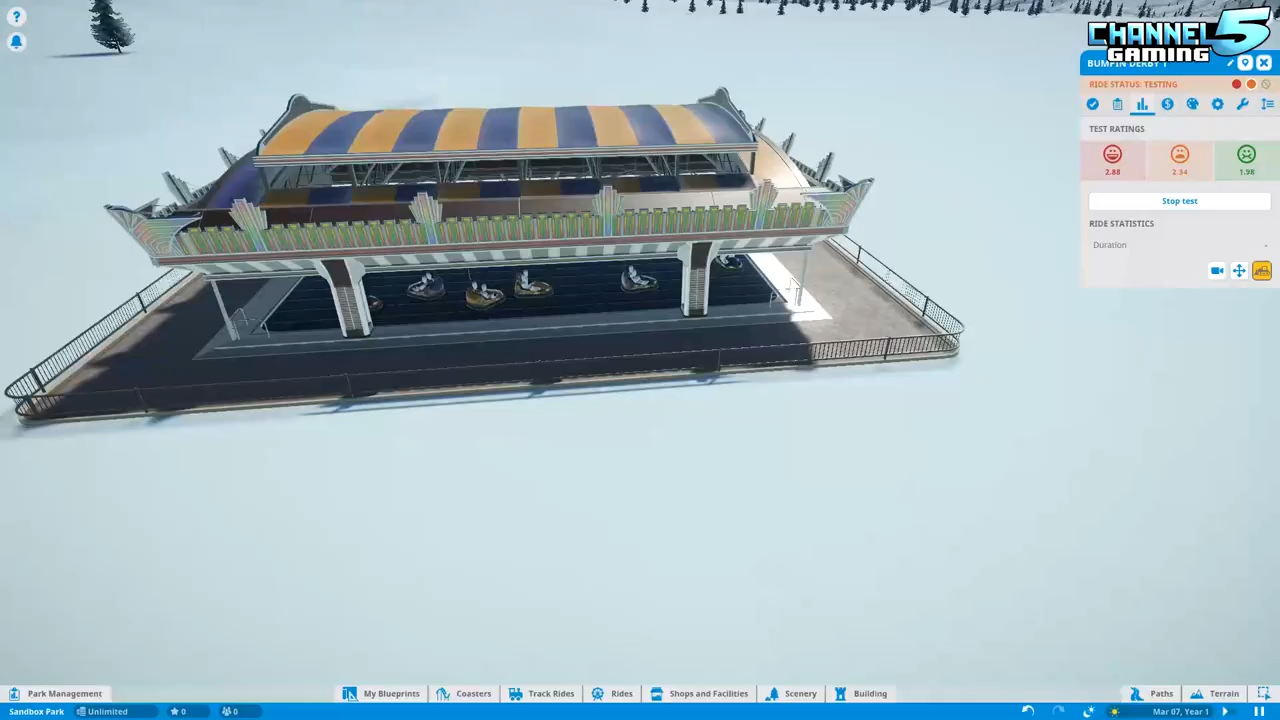 CHANNEL 5
GAMING
BUMPIN DERBY 1
RIDE STATUS: TESTING
TEST RATINGS
2.88 2.34 1.98
Stop test
RIDE STATISTICS
Duration -
Park Management My Blueprints Coasters Track Rides Rides Shops and Facilities Scenery Building Paths Terrain
Sandbox Park Unlimited 0 0 Mar 07, Year 1